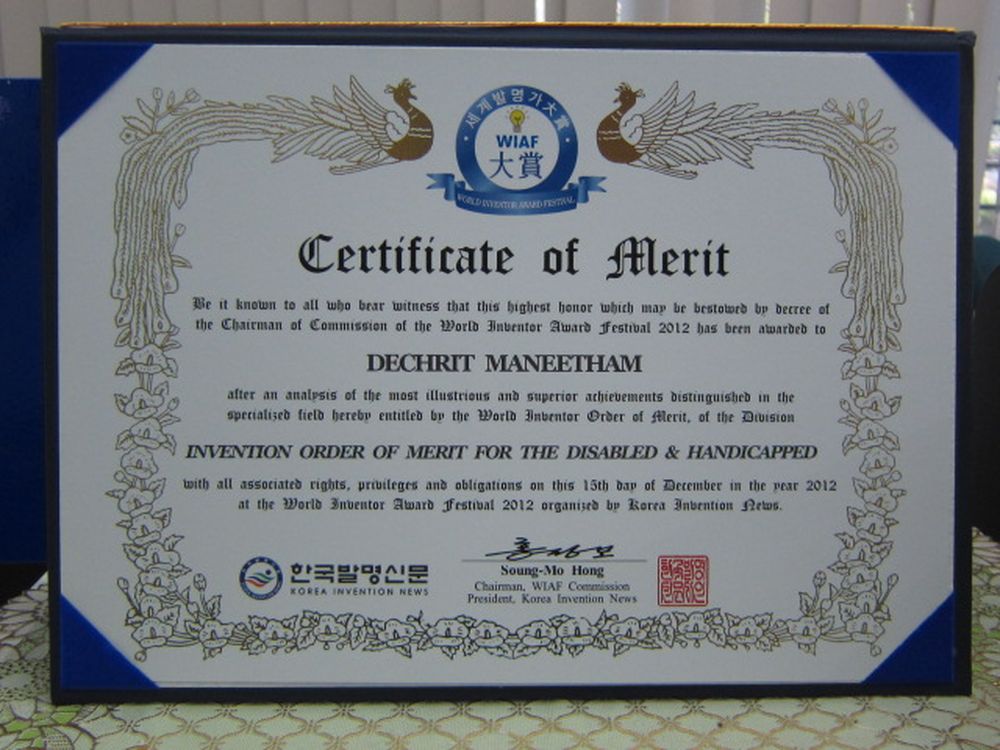 세계발명가大賞
WIAF
大賞
WORLD INVENTOR AWARD FESTIVAL
Certificate of Merit
Be it known to all who bear witness that this highest honor which may be bestowed by decree of
the Chairman of Commission of the World Inventor Award Festival 2012 has been awarded to
DECHRIT MANEETHAM
after an analysis of the most illustrious and superior achievements distinguished in the
specialized field hereby entitled by the World Inventor Order of Merit, of the Division
INVENTION ORDER OF MERIT FOR THE DISABLED & HANDICAPPED
with all associated rights, privileges and obligations on this 15th day of December in the year 2012
at the World Inventor Award Festival 2012 organized by Korea Invention News.
한국발명신문
KOREA INVENTION NEWS
Soung-Mo Hong
Chairman, WIAF Commission
President, Korea Invention News